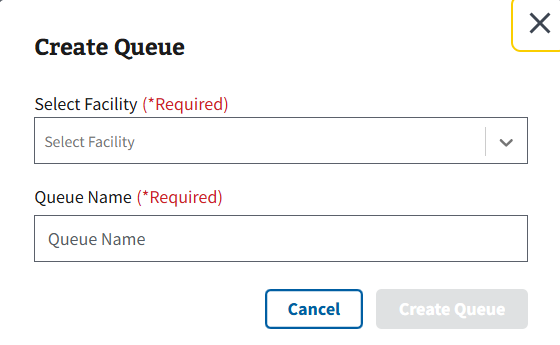 Create Queue
Select Facility (*Required)
Select Facility
Queue Name (*Required)
Queue Name
Cancel
Create Queue